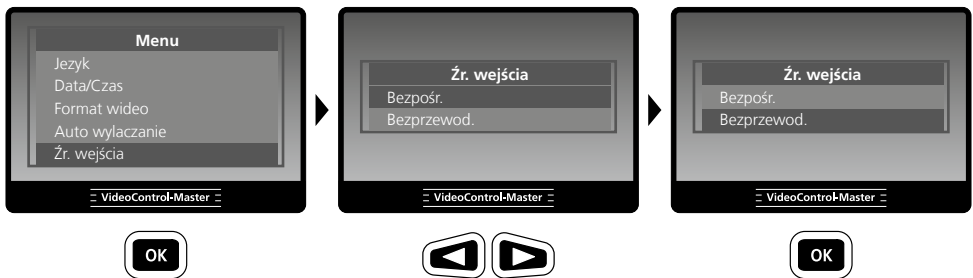 Menu
Jezyk
Data/Czas
Format wideo
Auto wylaczanie
Źr. wejścia
VideoControl-Master
OK
Źr. wejścia
Bezpośr.
Bezprzewod.
VideoControl-Master
Źr. wejścia
Bezpośr.
Bezprzewod.
VideoControl-Master
OK